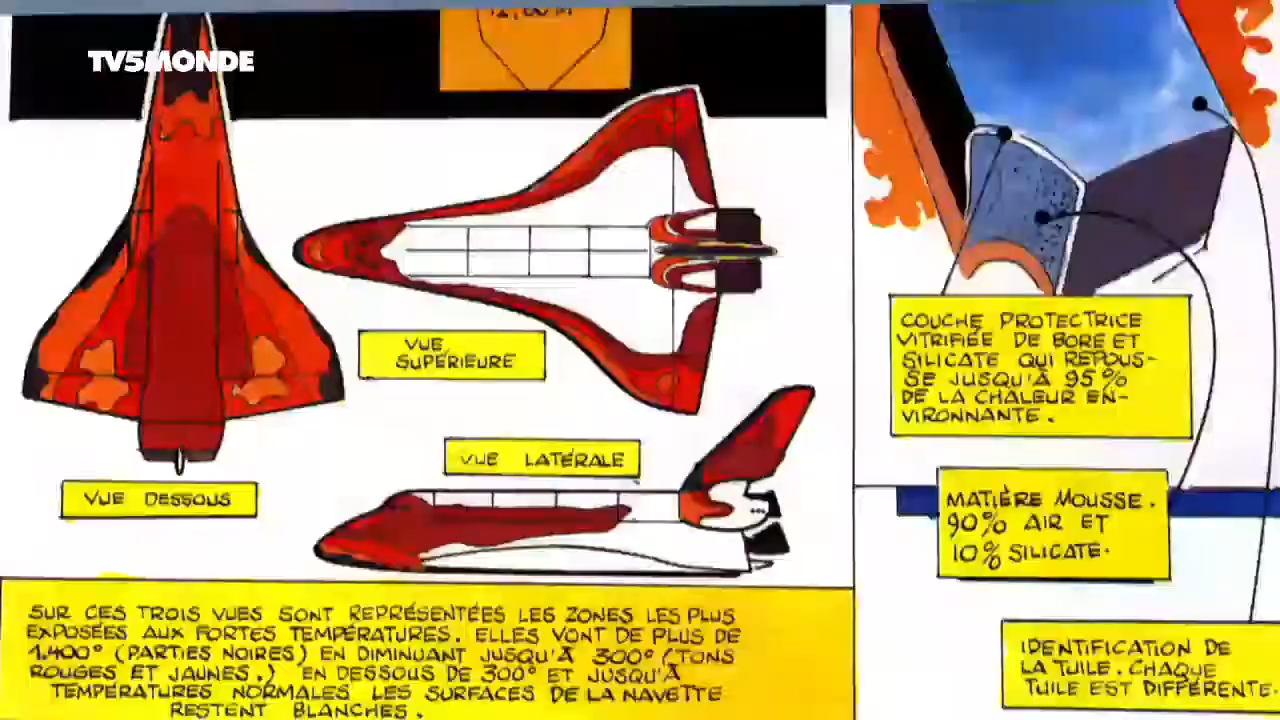 TV5MONDE
VUE
SUPÉRIEURE
VUE LATÉRALE
VUE DESSOUS
SUR CES TROIS VUES SONT REPRÉSENTÉES LES ZONES LES PLUS
EXPOSÉES AUX FORTES TEMPÉRATURES. ELLES VONT DE PLUS DE
1.400° (PARTIES NOIRES) EN DIMINUANT JUSQU'À 300° (TONS
ROUGES ET JAUNES.) EN DESSOUS DE 300° ET JUSQU'À
TEMPÉRATURES NORMALES LES SURFACES DE LA NAVETTE
RESTENT BLANCHES.
COUCHE PROTECTRICE
VITRIFIÉE DE BORE ET
SILICATE QUI REPOUS-
SE JUSQU'À 95%
DE LA CHALEUR EN-
VIRONNANTE.
MATIÈRE MOUSSE.
90% AIR ET
10% SILICATE.
IDENTIFICATION DE
LA TUILE. CHAQUE
TUILE EST DIFFÉRENTE.